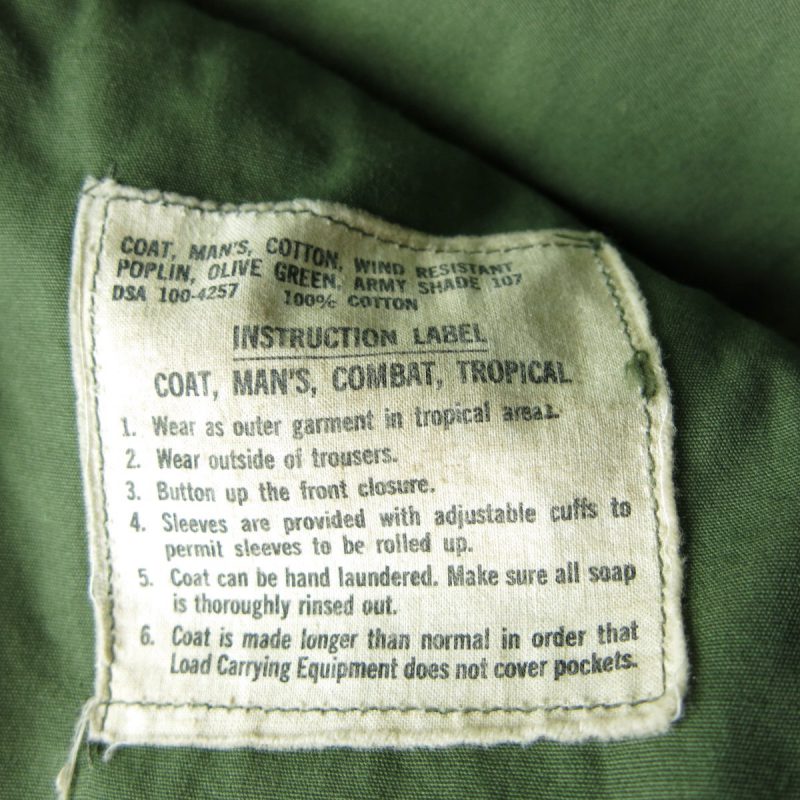 COAT, MAN'S, COTTON, WIND RESISTANT
POPLIN, OLIVE GREEN, ARMY SHADE 107
DSA 100-4257 100% COTTON
INSTRUCTION LABEL
COAT, MAN'S, COMBAT, TROPICAL
1. Wear as outer garment in tropical areas.
2. Wear outside of trousers.
3. Button up the front closure.
4. Sleeves are provided with adjustable cuffs to
permit sleeves to be rolled up.
5. Coat can be hand laundered. Make sure all soap
is thoroughly rinsed out.
6. Coat is made longer than normal in order that
Load Carrying Equipment does not cover pockets.